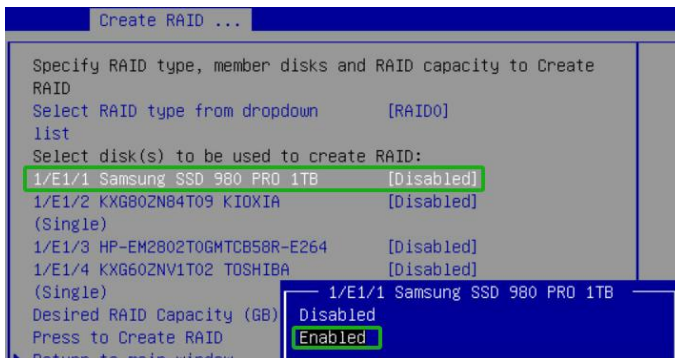 Create RAID ...
Specify RAID type, member disks and RAID capacity to Create
RAID
Select RAID type from dropdown [RAID0]
list
Select disk(s) to be used to create RAID:
1/E1/1 Samsung SSD 980 PRO 1TB [Disabled]
1/E1/2 KXG80ZN84T09 KIOXIA [Disabled]
(Single)
1/E1/3 HP-EM2802T0GMTCB58R-E264 [Disabled]
1/E1/4 KXG60ZNV1T02 TOSHIBA [Disabled]
(Single)
1/E1/1 Samsung SSD 980 PRO 1TB
Desired RAID Capacity (GB)
Disabled
Press to Create RAID
Enabled
Return to main window